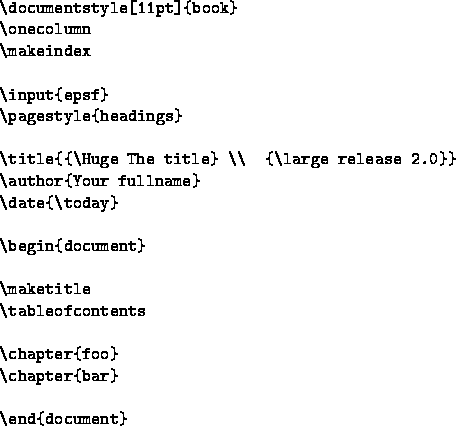 \documentstyle[11pt]{book}
\onecolumn
\makeindex

\input{epsf}
\pagestyle{headings}

\title{{\Huge The title} \\  {\large release 2.0}}
\author{Your fullname}
\date{\today}

\begin{document}

\maketitle
\tableofcontents

\chapter{foo}
\chapter{bar}

\end{document}